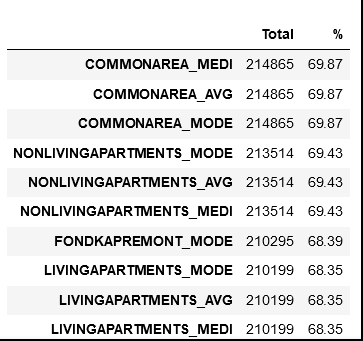 Total %
COMMONAREA_MEDI 214865 69.87
COMMONAREA_AVG 214865 69.87
COMMONAREA_MODE 214865 69.87
NONLIVINGAPARTMENTS_MODE 213514 69.43
NONLIVINGAPARTMENTS_AVG 213514 69.43
NONLIVINGAPARTMENTS_MEDI 213514 69.43
FONDKAPREMONT_MODE 210295 68.39
LIVINGAPARTMENTS_MODE 210199 68.35
LIVINGAPARTMENTS_AVG 210199 68.35
LIVINGAPARTMENTS_MEDI 210199 68.35